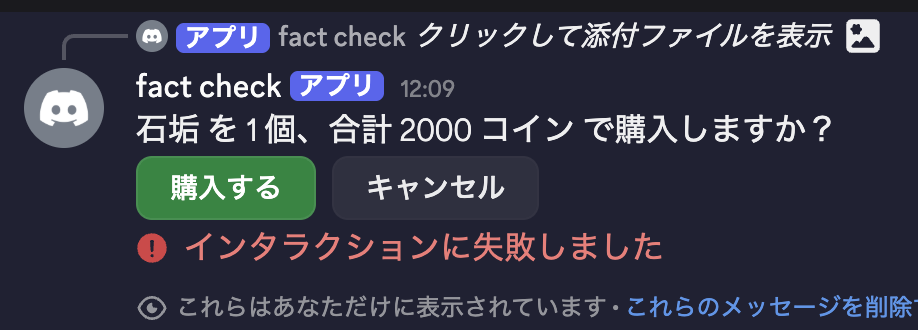 アプリ fact check クリックして添付ファイルを表示
fact check アプリ 12:09
石垣 を 1 個、合計 2000 コイン で購入しますか？
購入する キャンセル
インタラクションに失敗しました
これらはあなただけに表示されています・これらのメッセージを削除